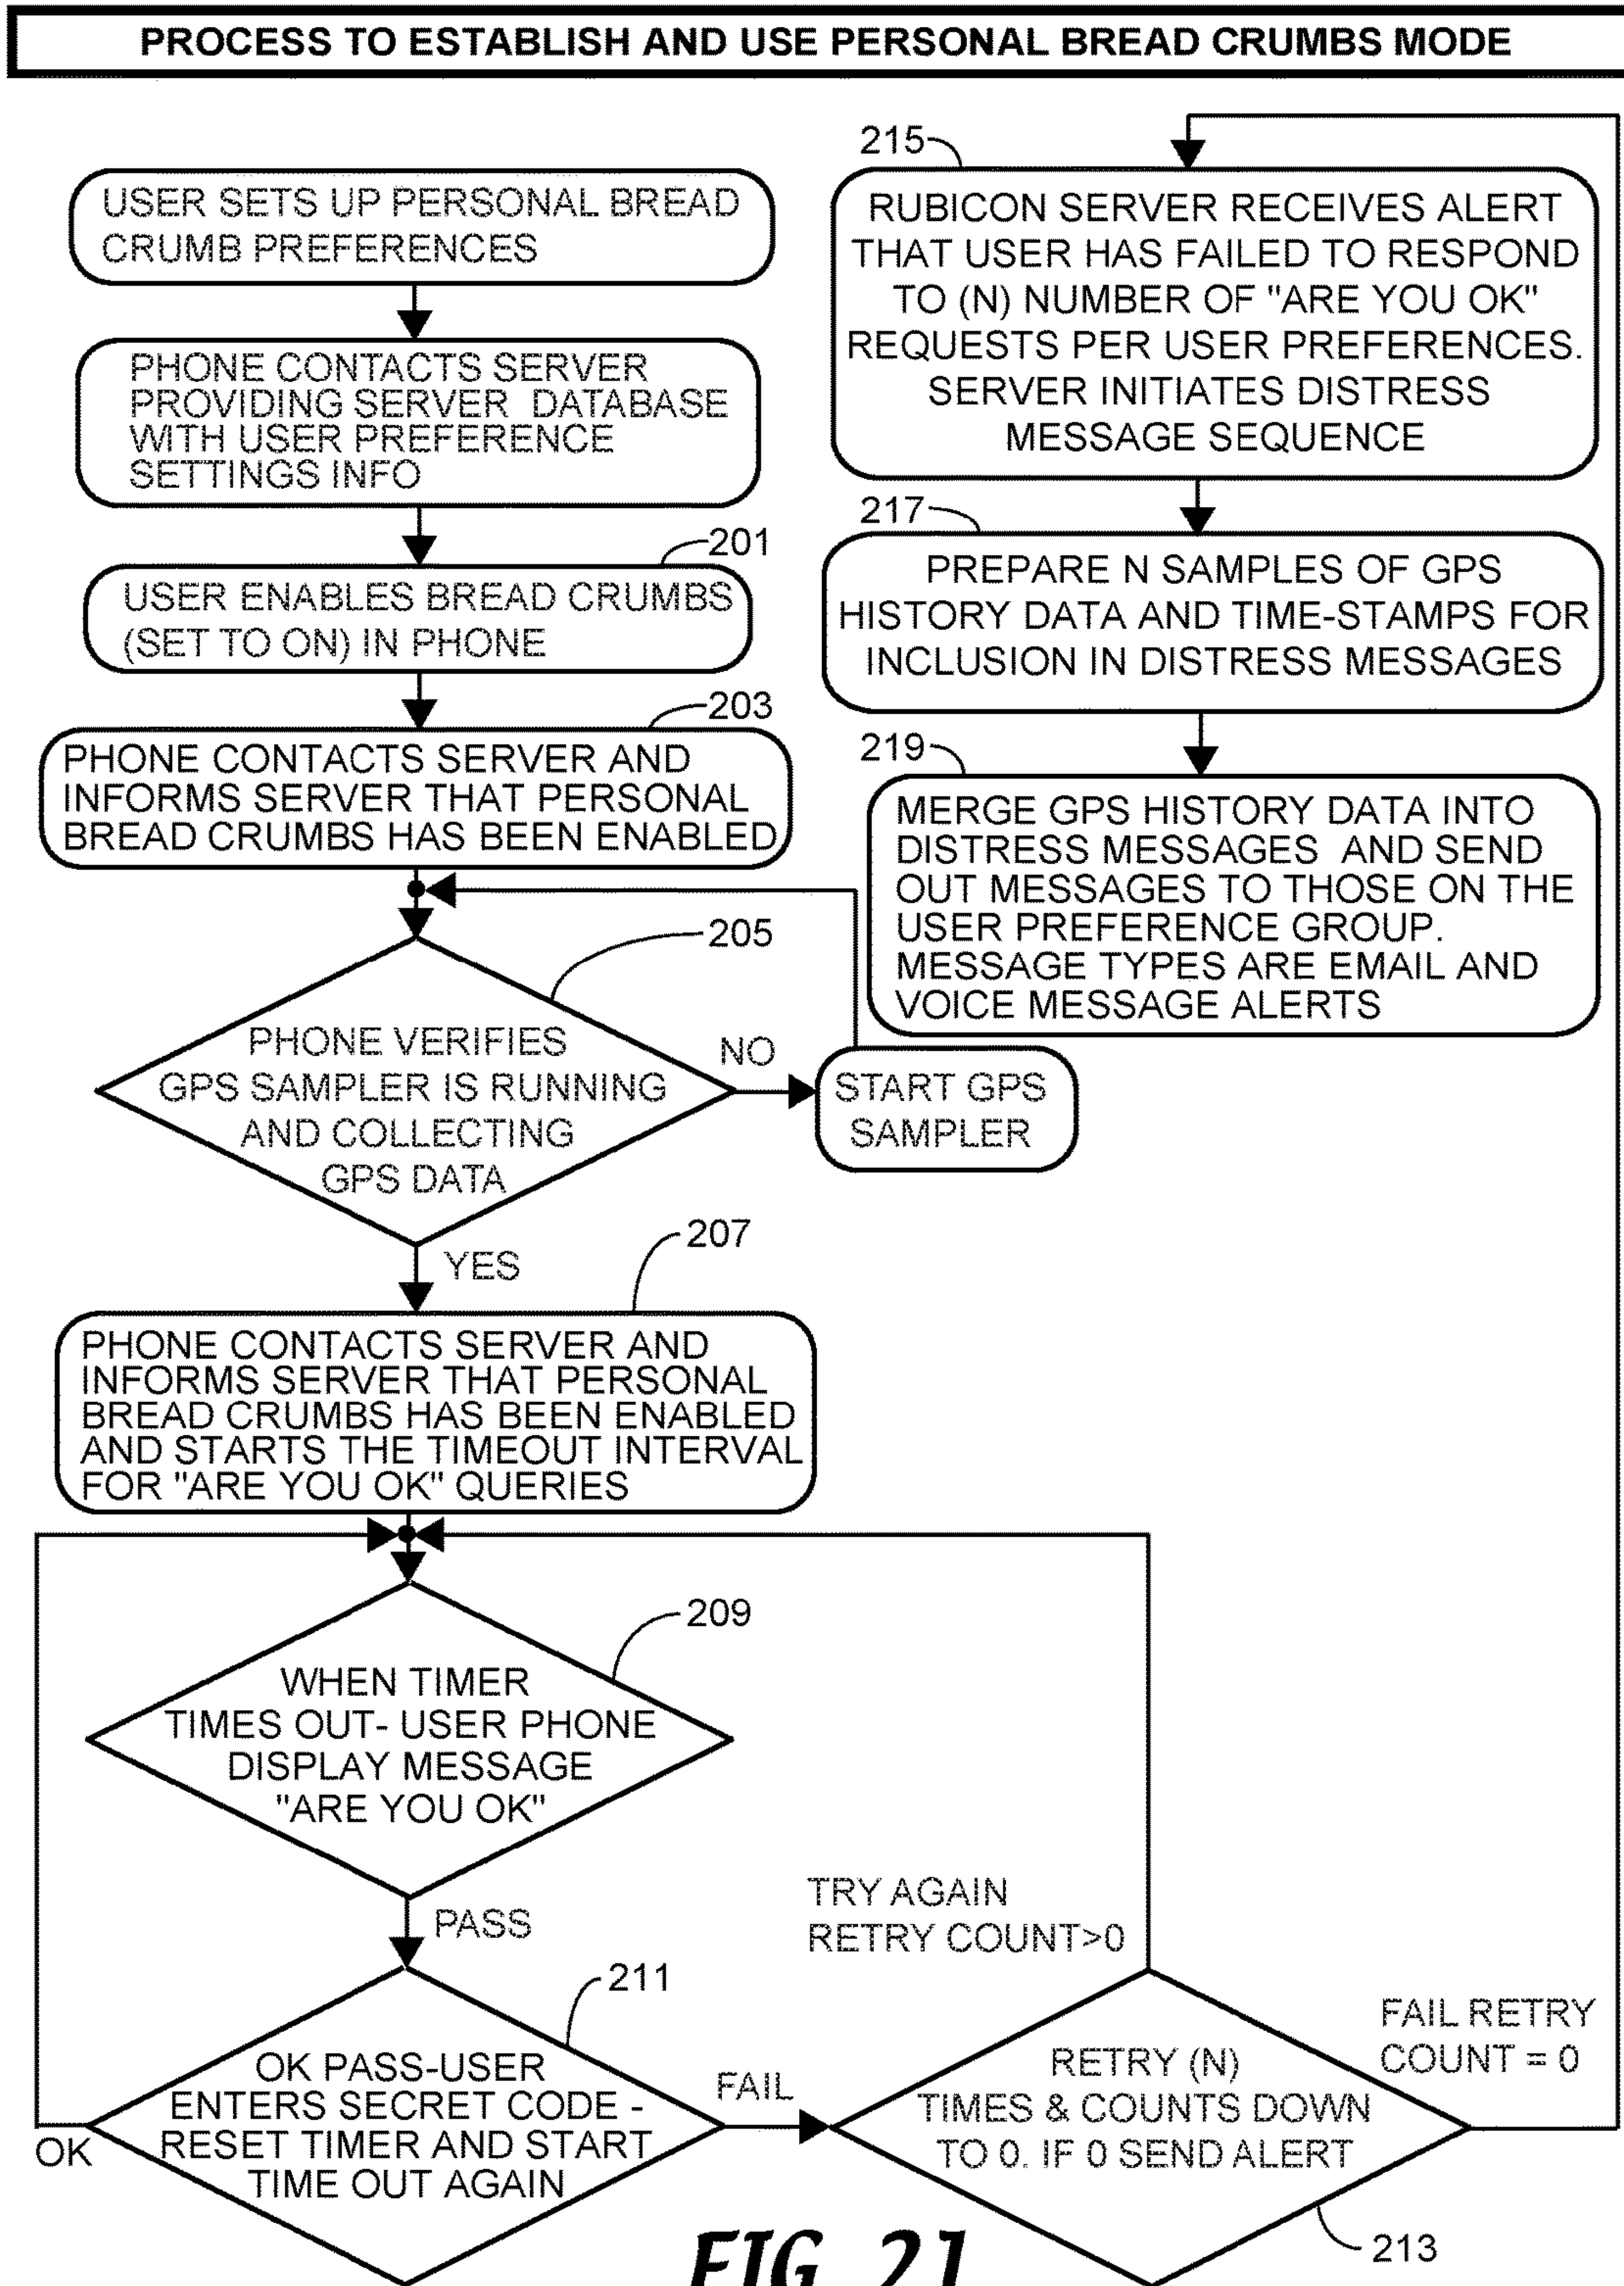 PROCESS TO ESTABLISH AND USE PERSONAL BREAD CRUMBS MODE
USER SETS UP PERSONAL BREAD
CRUMB PREFERENCES
PHONE CONTACTS SERVER
PROVIDING SERVER DATABASE
WITH USER PREFERENCE
SETTINGS INFO
201
USER ENABLES BREAD CRUMBS
(SET TO ON) IN PHONE
203
PHONE CONTACTS SERVER AND
INFORMS SERVER THAT PERSONAL
BREAD CRUMBS HAS BEEN ENABLED
205
PHONE VERIFIES
GPS SAMPLER IS RUNNING
AND COLLECTING
GPS DATA
NO
START GPS
SAMPLER
YES
207
PHONE CONTACTS SERVER AND
INFORMS SERVER THAT PERSONAL
BREAD CRUMBS HAS BEEN ENABLED
AND STARTS THE TIMEOUT INTERVAL
FOR "ARE YOU OK" QUERIES
209
WHEN TIMER
TIMES OUT- USER PHONE
DISPLAY MESSAGE
"ARE YOU OK"
PASS
211
OK PASS-USER
ENTERS SECRET CODE -
RESET TIMER AND START
TIME OUT AGAIN
OK
FAIL
TRY AGAIN
RETRY COUNT>0
RETRY (N)
TIMES & COUNTS DOWN
TO 0. IF 0 SEND ALERT
213
FAIL RETRY
COUNT = 0
215
RUBICON SERVER RECEIVES ALERT
THAT USER HAS FAILED TO RESPOND
TO (N) NUMBER OF "ARE YOU OK"
REQUESTS PER USER PREFERENCES.
SERVER INITIATES DISTRESS
MESSAGE SEQUENCE
217
PREPARE N SAMPLES OF GPS
HISTORY DATA AND TIME-STAMPS FOR
INCLUSION IN DISTRESS MESSAGES
219
MERGE GPS HISTORY DATA INTO
DISTRESS MESSAGES AND SEND
OUT MESSAGES TO THOSE ON THE
USER PREFERENCE GROUP.
MESSAGE TYPES ARE EMAIL AND
VOICE MESSAGE ALERTS
FIG 21